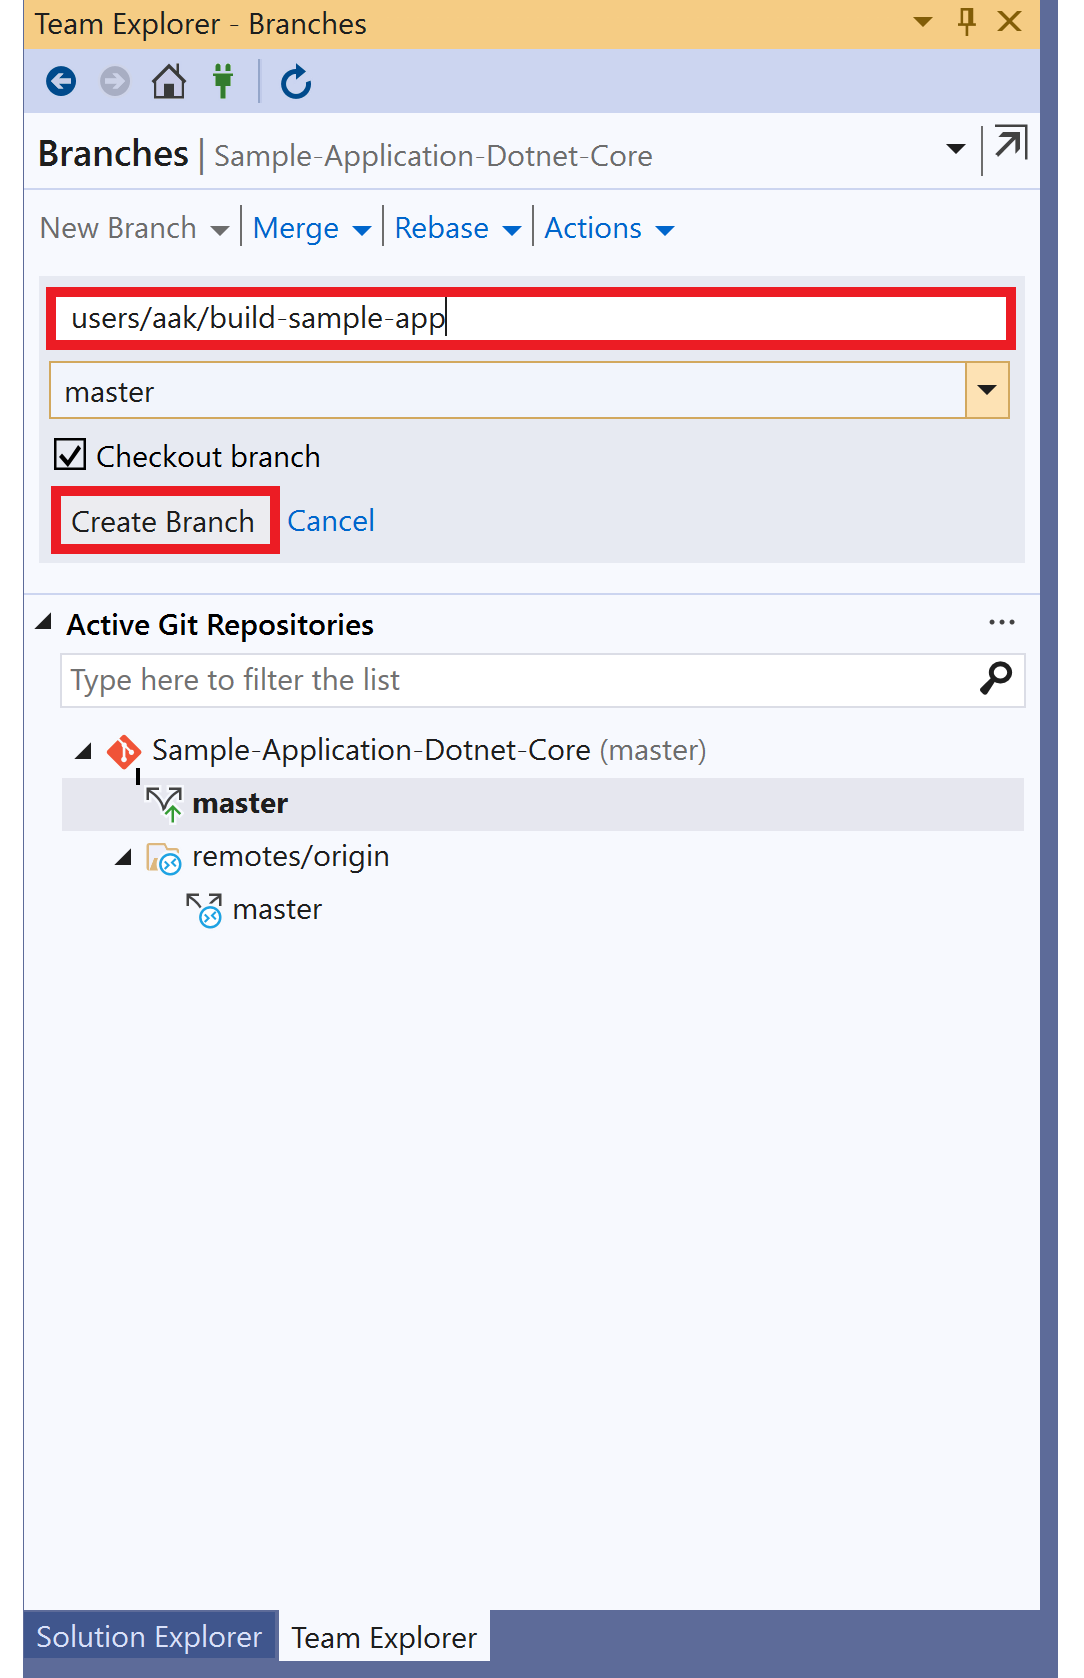 Team Explorer - Branches
Branches | Sample-Application-Dotnet-Core
New Branch | Merge | Rebase | Actions
users/aak/build-sample-app
master
Checkout branch
Create Branch Cancel
Active Git Repositories ...
Type here to filter the list
Sample-Application-Dotnet-Core (master)
master
remotes/origin
master
Solution Explorer Team Explorer